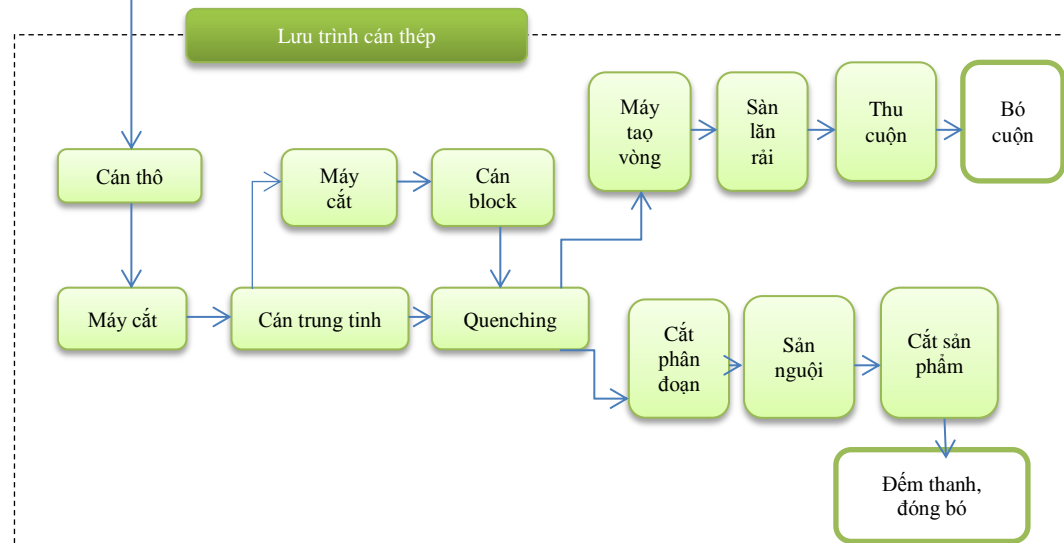 Lưu trình cán thép
Cán thô
Máy cắt
Cán trung tinh
Máy
cắt
Cán
block
Quenching
Máy
taọ
vòng
Sàn
lăn
rải
Thu
cuộn
Bó
cuộn
Cắt
phân
đoạn
Sản
nguội
Cắt sản
phẩm
Đếm thanh,
đóng bó